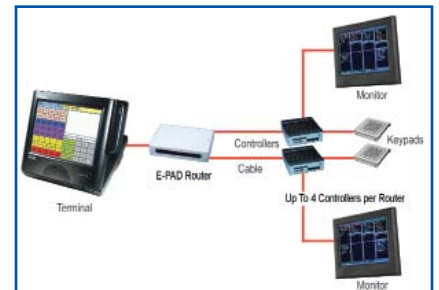 Monitor
Controllers
Keypads
E-PAD Router
Cable
Up To 4 Controllers per Router
Terminal
Monitor